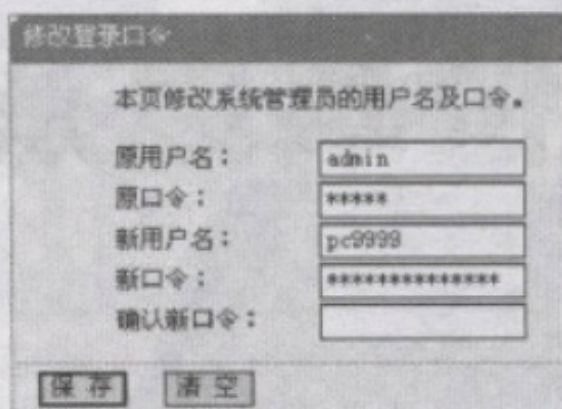 修改登录口令
本页修改系统管理员的用户名及口令。
原用户名： admin
原口令： *****
新用户名： pc9999
新口令： **************
确认新口令：
保 存 清 空